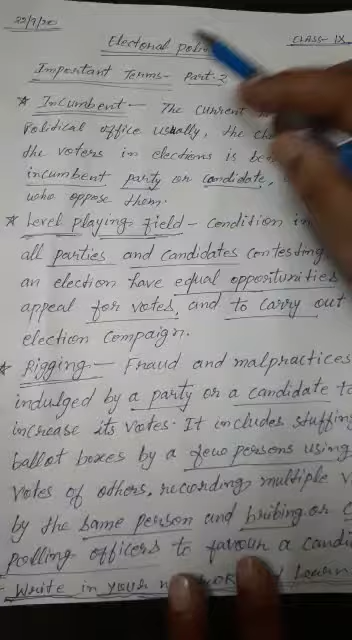 22/9/20
Electoral poli
CLASS- IX
Important Terms- Part-2
* Incumbent - The current
Political office usually, the ch
the voters in elections is be
incumbent party or candidate,
who oppose them.
* Level playing field - Condition in
all parties and candidates contesting
an election have equal opportunities
appeal for votes, and to carry out
election compaign.
* Rigging - Fraud and malpractices
indulged by a party or a candidate to
increase its votes. It includes stuffing
ballot boxes by a few persons using
votes of others, recording multiple v
by the same person and bribing or c
polling officers to favour a candi
- Write in your n work learn